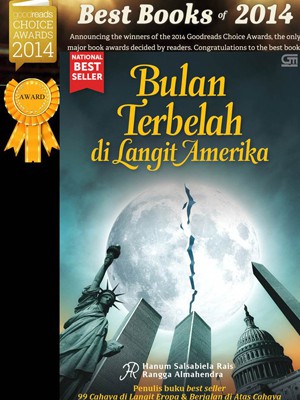 goodreads
CHOICE
AWARDS
2014
Best Books of 2014
Announcing the winners of the 2014 Goodreads Choice Awards, the only
major book awards decided by readers. Congratulations to the best book
AWARD
NATIONAL
BEST
SELLER
GM
Bulan
Terbelah
di Langit Amerika
Hanum Salsabiela Rais
Rangga Almahendra
Penulis buku best seller
99 Cahaya di Langit Eropa & Berjalan di Atas Cahaya